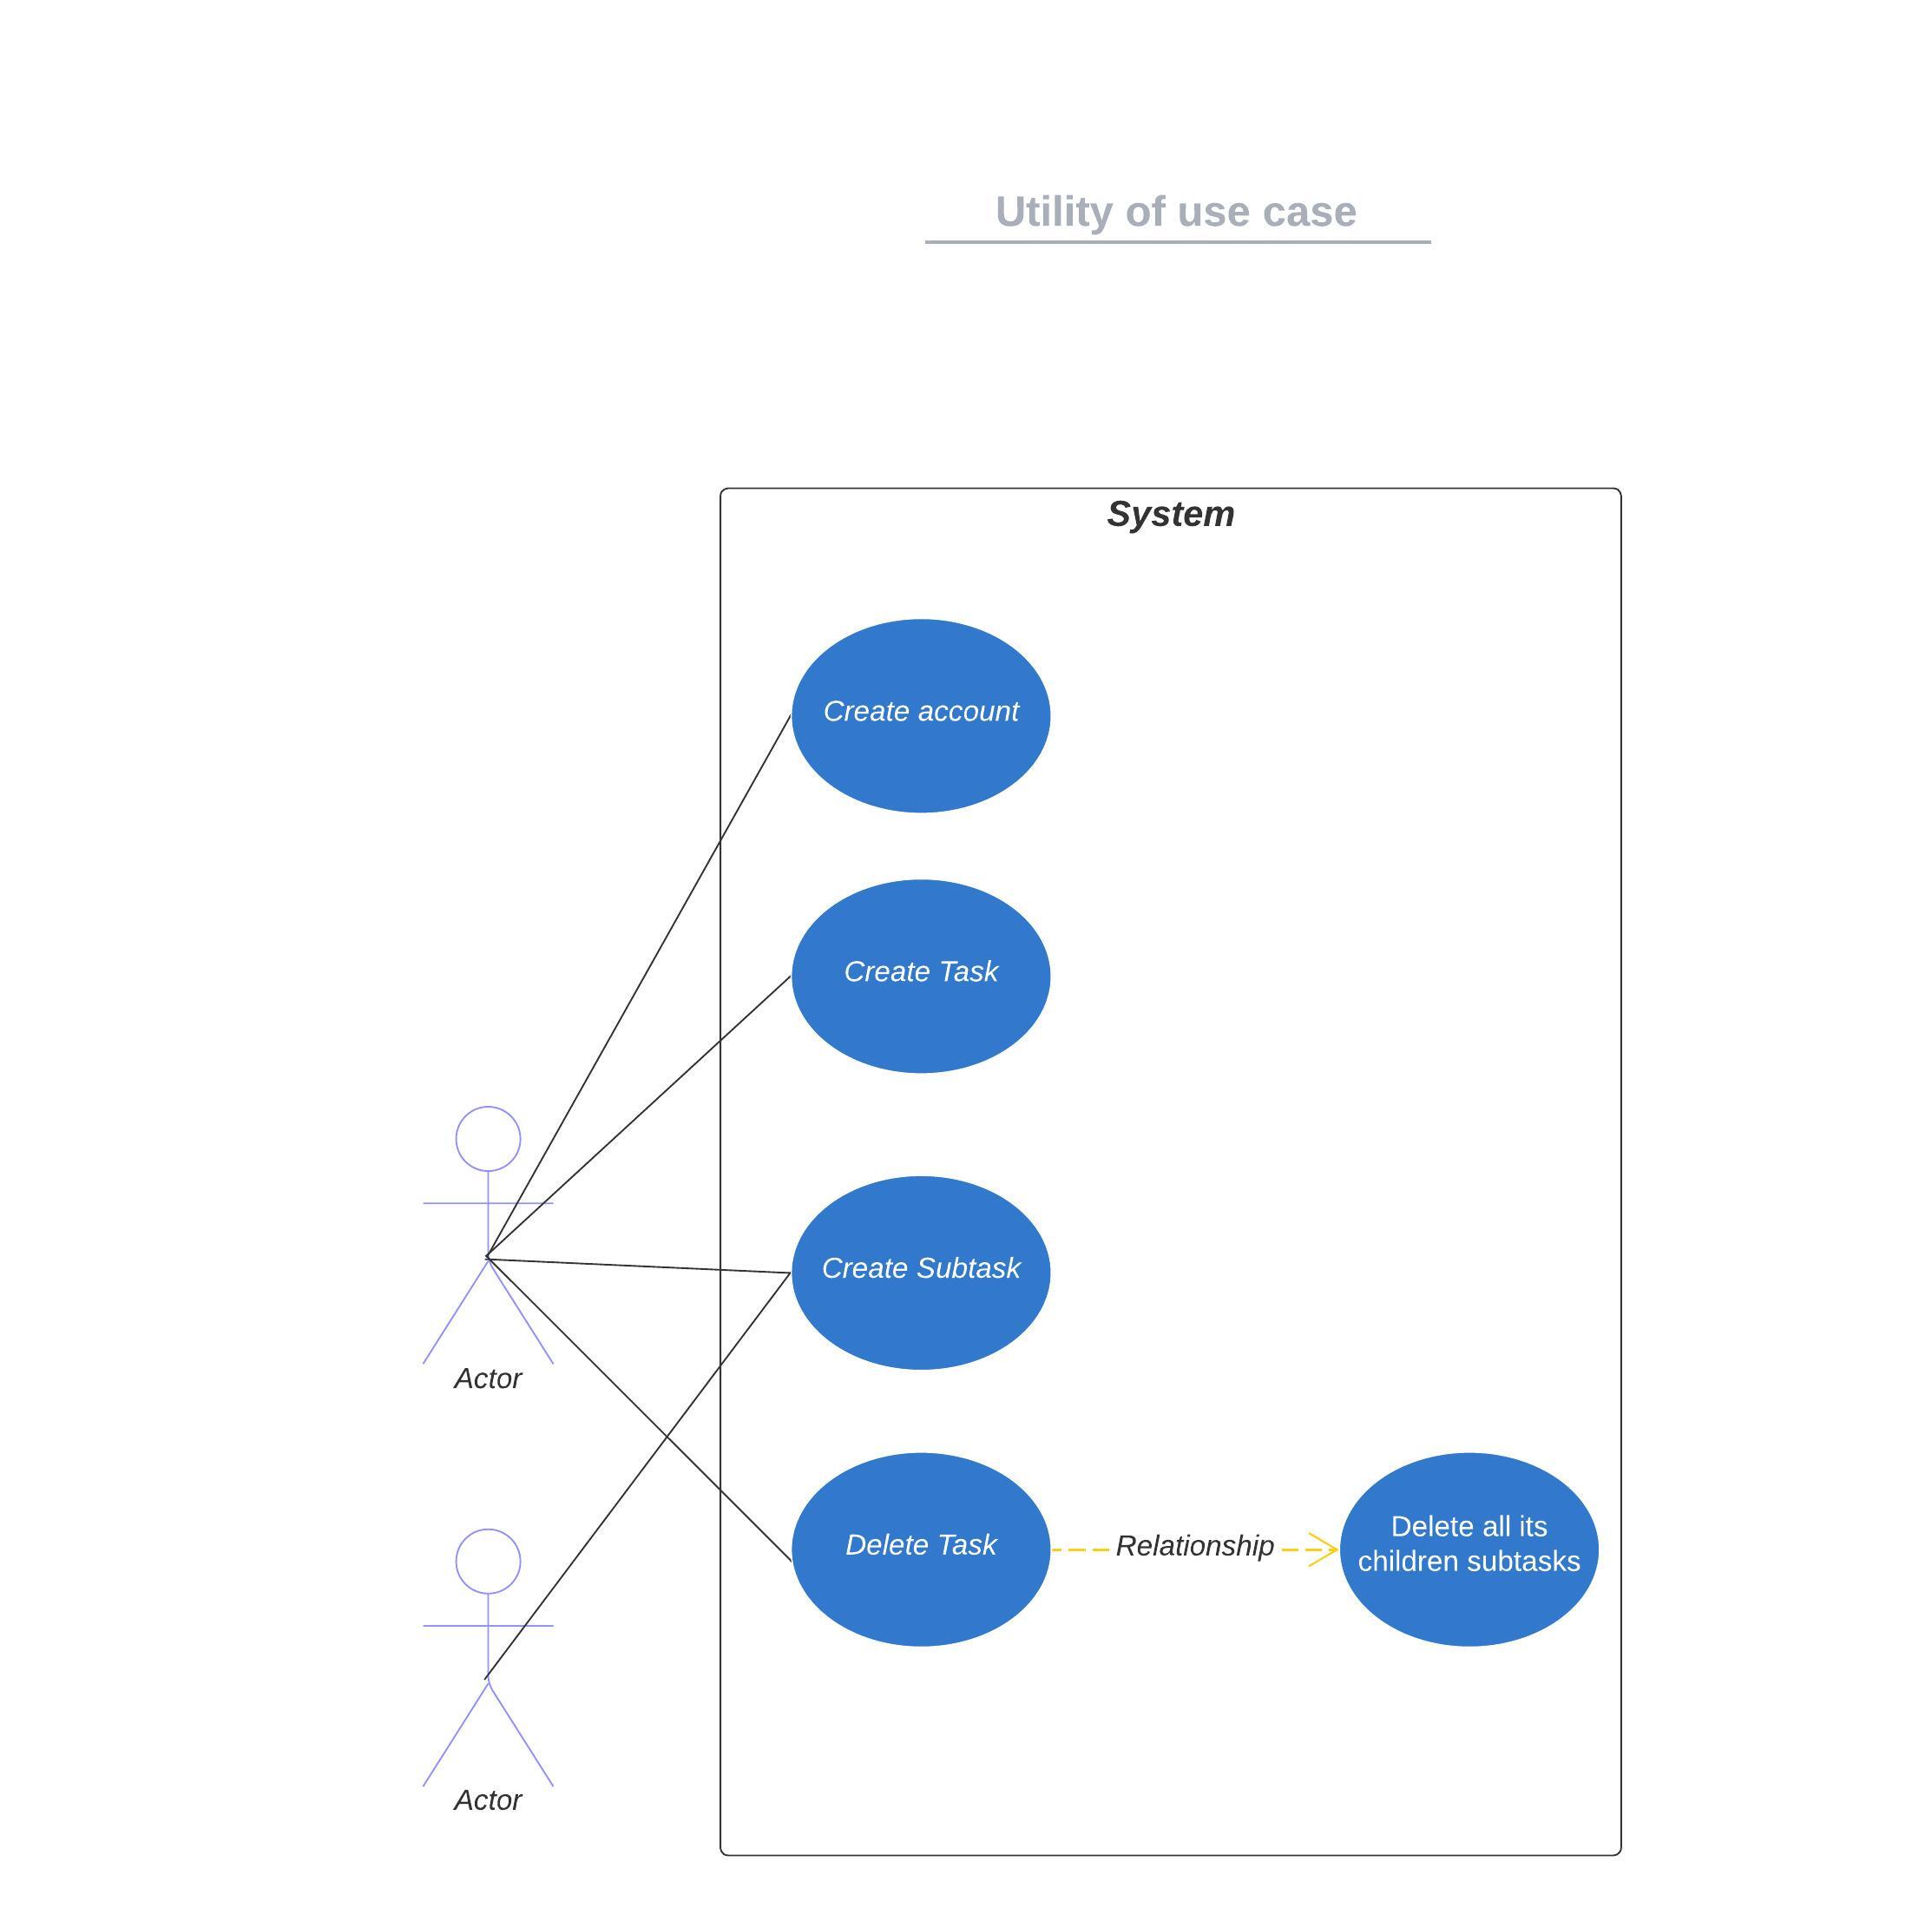 Utility of use case
System
Create account
Create Task
Create Subtask
Actor
Delete Task
Relationship
Delete all its
children subtasks
Actor